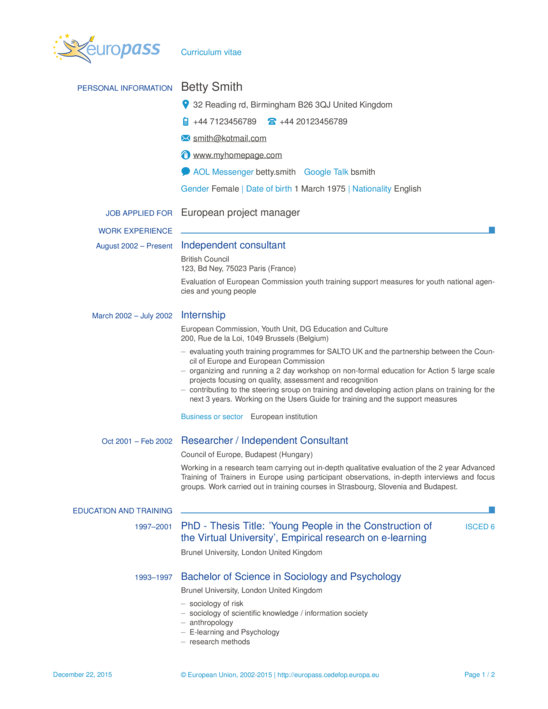 europass
Curriculum vitae
PERSONAL INFORMATION Betty Smith
32 Reading rd, Birmingham B26 3QJ United Kingdom
+44 7123456789 +44 20123456789
smith@kotmail.com
www.myhomepage.com
AOL Messenger betty.smith Google Talk bsmith
Gender Female | Date of birth 1 March 1975 | Nationality English
JOB APPLIED FOR European project manager
WORK EXPERIENCE
August 2002 – Present Independent consultant
British Council
123, Bd Ney, 75023 Paris (France)
Evaluation of European Commission youth training support measures for youth national agen-
cies and young people
March 2002 – July 2002 Internship
European Commission, Youth Unit, DG Education and Culture
200, Rue de la Loi, 1049 Brussels (Belgium)
– evaluating youth training programmes for SALTO UK and the partnership between the Coun-
cil of Europe and European Commission
– organizing and running a 2 day workshop on non-formal education for Action 5 large scale
projects focusing on quality, assessment and recognition
– contributing to the steering sroup on training and developing action plans on training for the
next 3 years. Working on the Users Guide for training and the support measures
Business or sector European institution
Oct 2001 – Feb 2002 Researcher / Independent Consultant
Council of Europe, Budapest (Hungary)
Working in a research team carrying out in-depth qualitative evaluation of the 2 year Advanced
Training of Trainers in Europe using participant observations, in-depth interviews and focus
groups. Work carried out in training courses in Strasbourg, Slovenia and Budapest.
EDUCATION AND TRAINING
1997–2001 PhD - Thesis Title: 'Young People in the Construction of ISCED 6
the Virtual University', Empirical research on e-learning
Brunel University, London United Kingdom
1993–1997 Bachelor of Science in Sociology and Psychology
Brunel University, London United Kingdom
– sociology of risk
– sociology of scientific knowledge / information society
– anthropology
– E-learning and Psychology
– research methods
December 22, 2015 © European Union, 2002-2015 | http://europass.cedefop.europa.eu Page 1 / 2